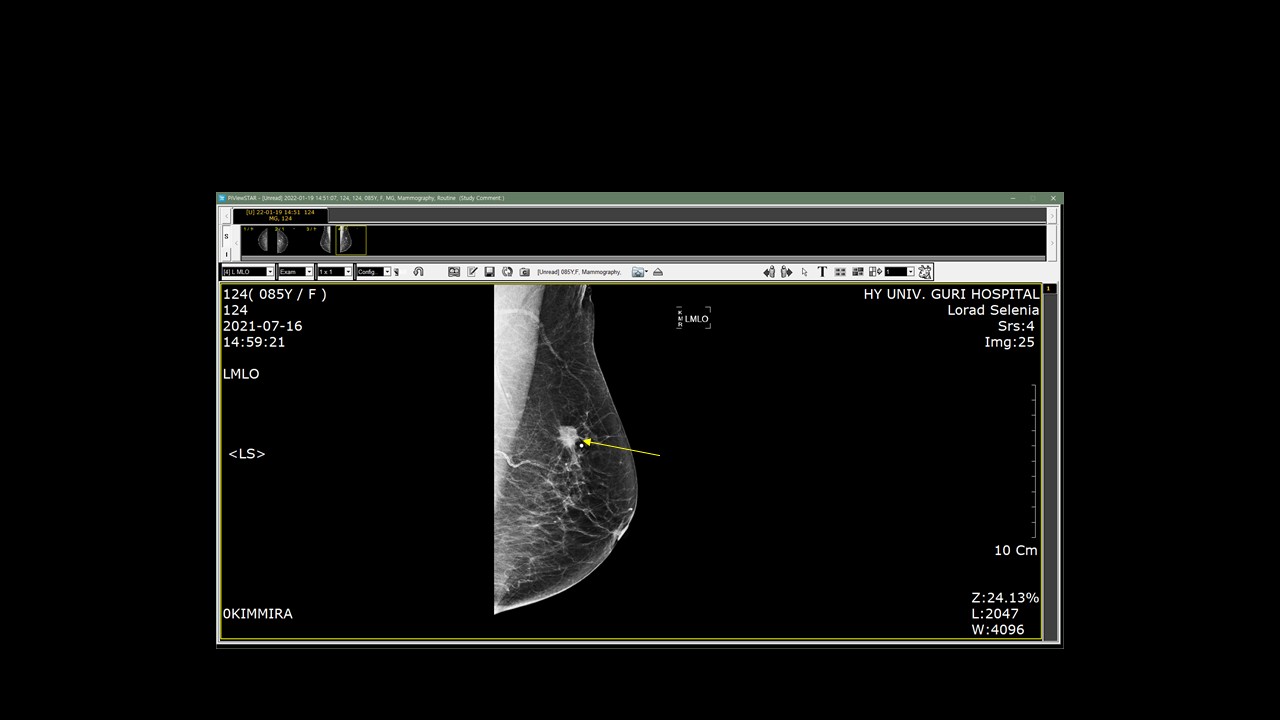 PiViewSTAR - [Unread] 2022-01-19 14:51:07, 124, 124, 085Y, F, MG, Mammography, Routine (Study Comment:)
[U] 22-01-19 14:51 124
MG, 124
S
I
[4] L MLO
Exam
1 x 1
Config.
[Unread] 085Y,F, Mammography,
T
1
1
124( 085Y / F )
124
2021-07-16
14:59:21
LMLO
<LS>
0KIMMIRA
KMR
LMLO
HY UNIV. GURI HOSPITAL
Lorad Selenia
Srs:4
Img:25
10 Cm
Z:24.13%
L:2047
W:4096